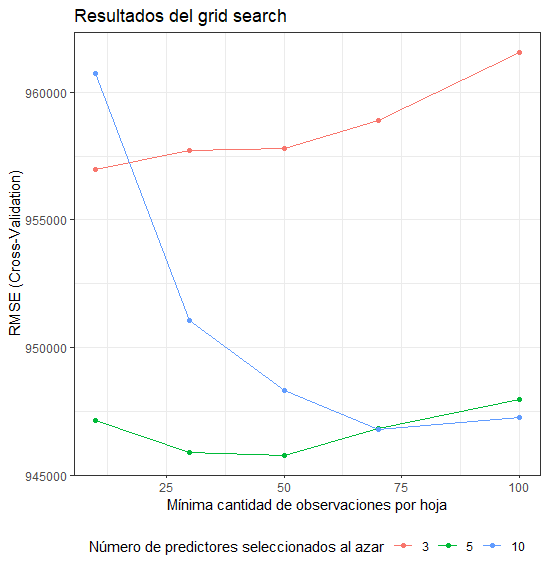 Resultados del grid search
960000
955000
950000
945000
RMSE (Cross-Validation)
25 50 75 100
Mínima cantidad de observaciones por hoja
Número de predictores seleccionados al azar 3 5 10